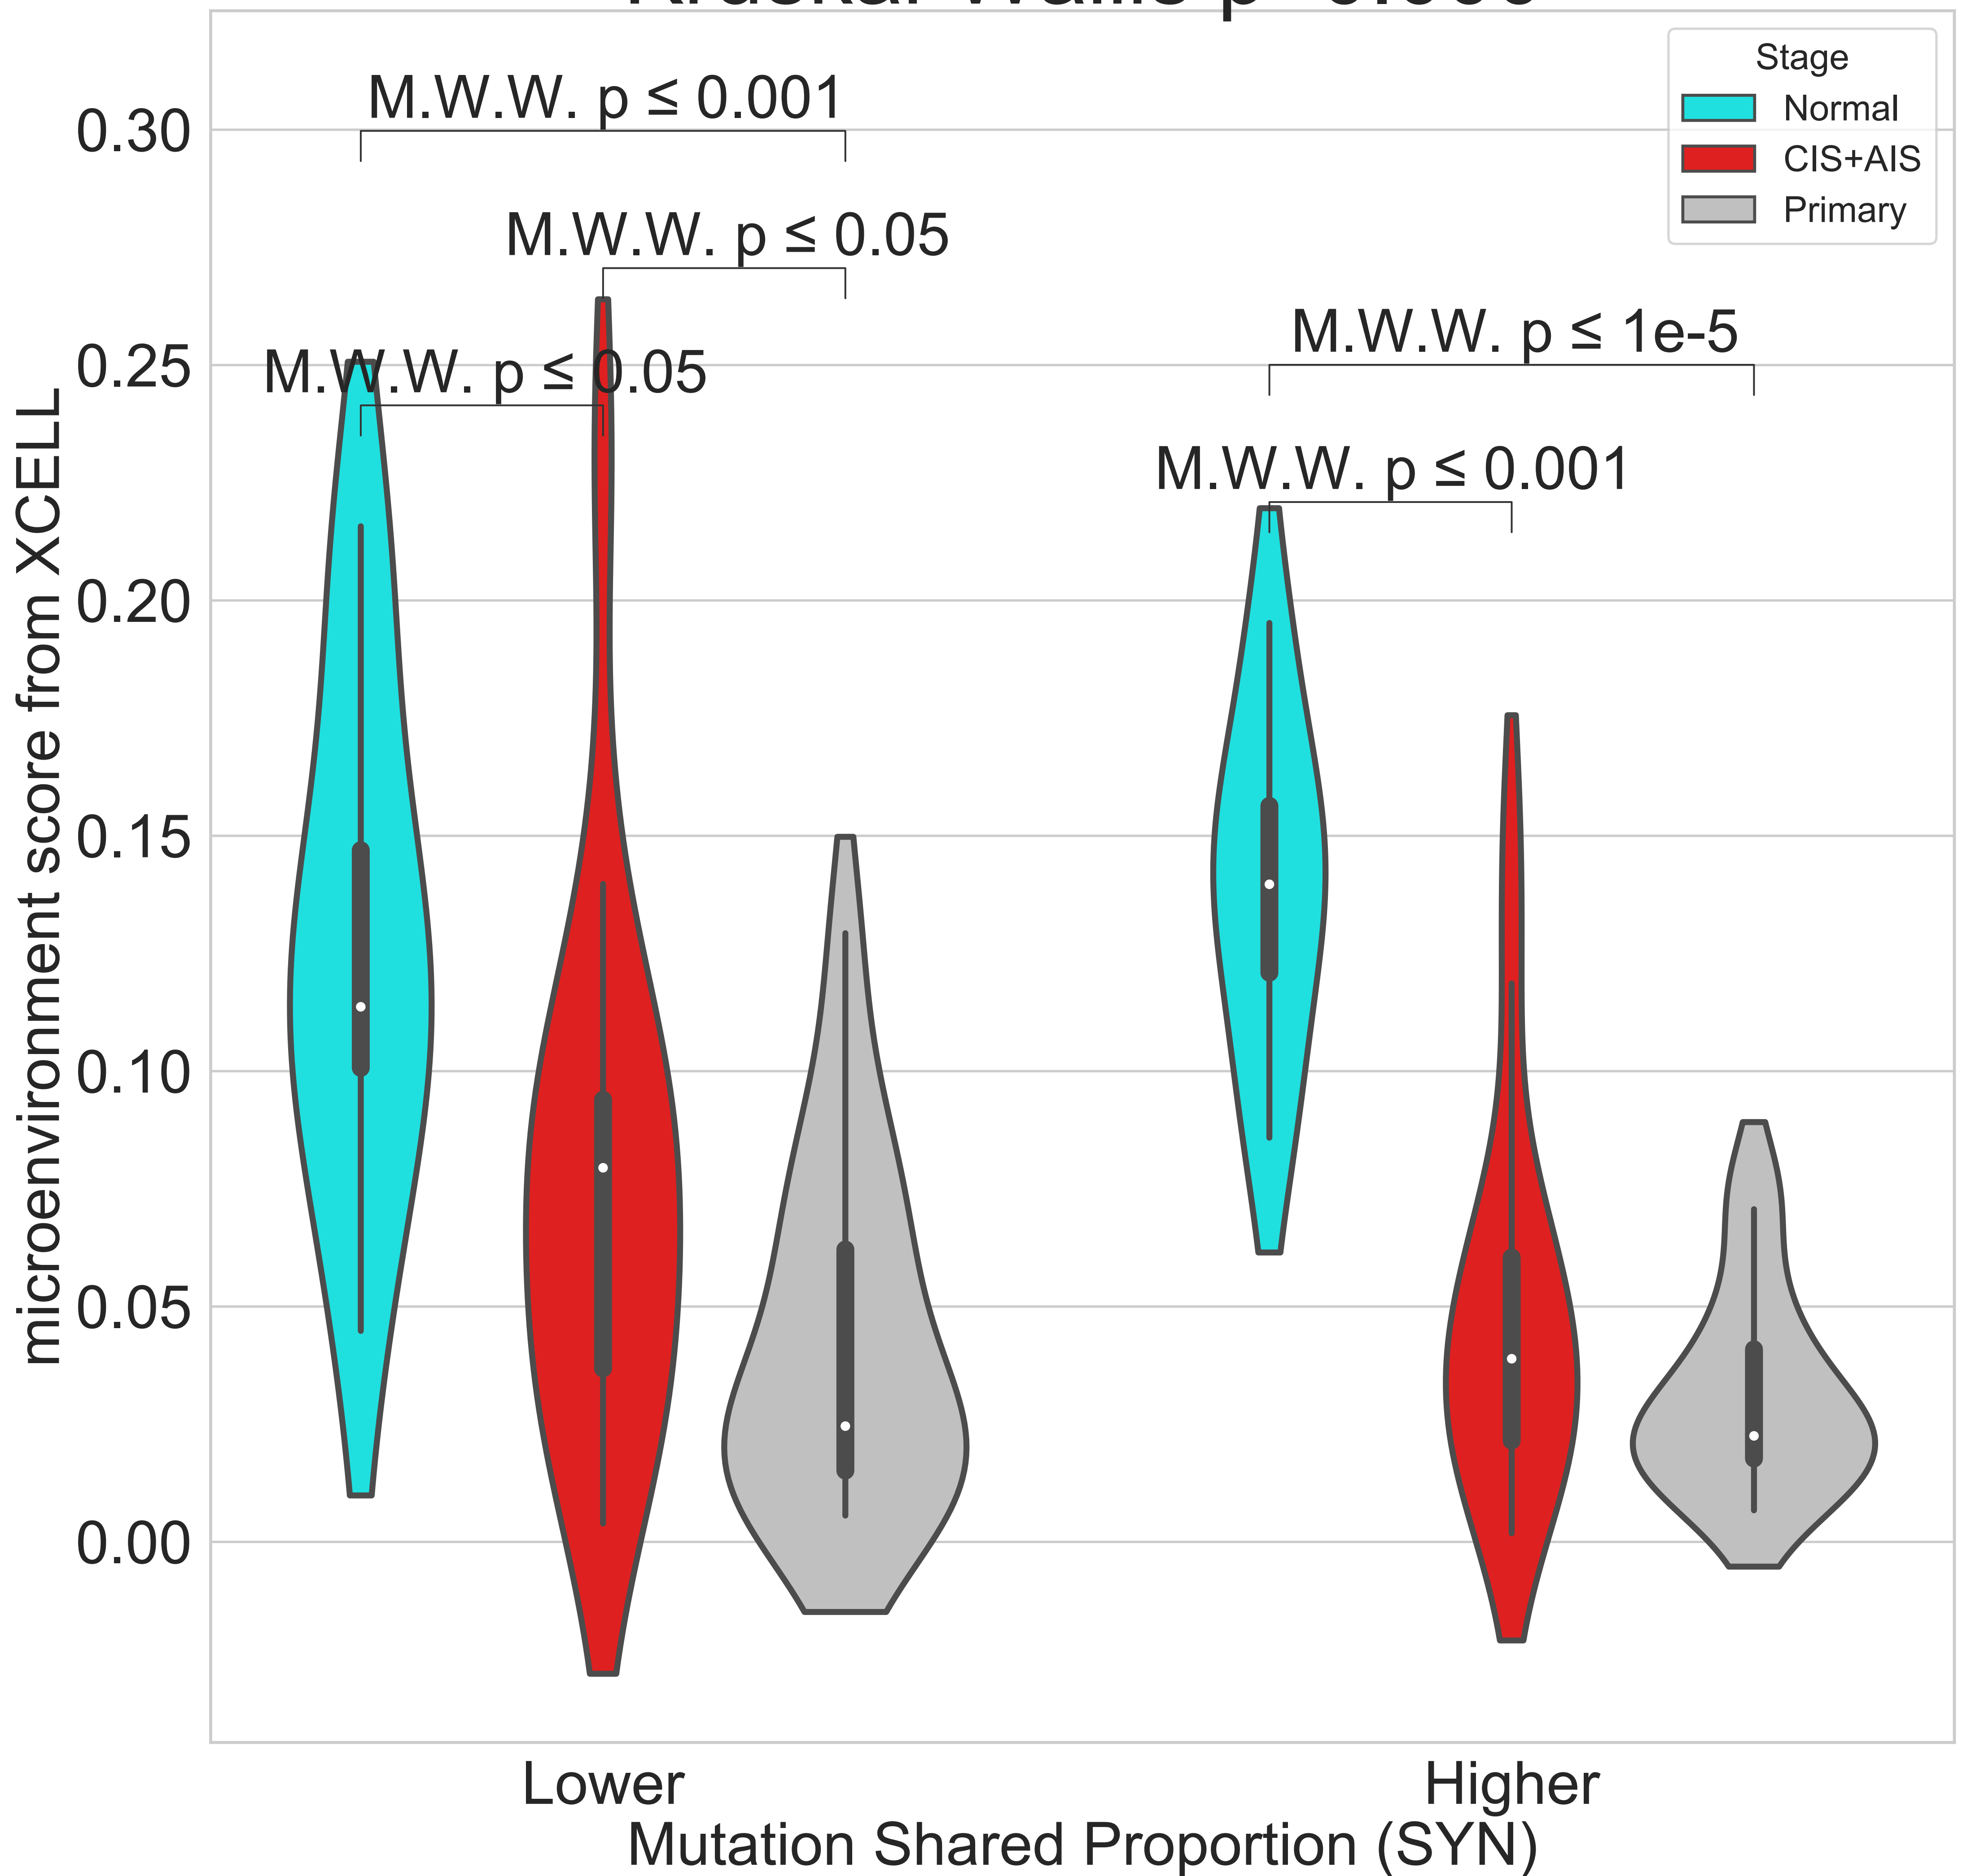 Stage
Normal
CIS+AIS
Primary
M.W.W. p ≤ 0.001
M.W.W. p ≤ 0.05
M.W.W. p ≤ 0.05
M.W.W. p ≤ 1e-5
M.W.W. p ≤ 0.001
0.30
0.25
0.20
0.15
0.10
0.05
0.00
microenvironment score from XCELL
Lower
Higher
Mutation Shared Proportion (SYN)